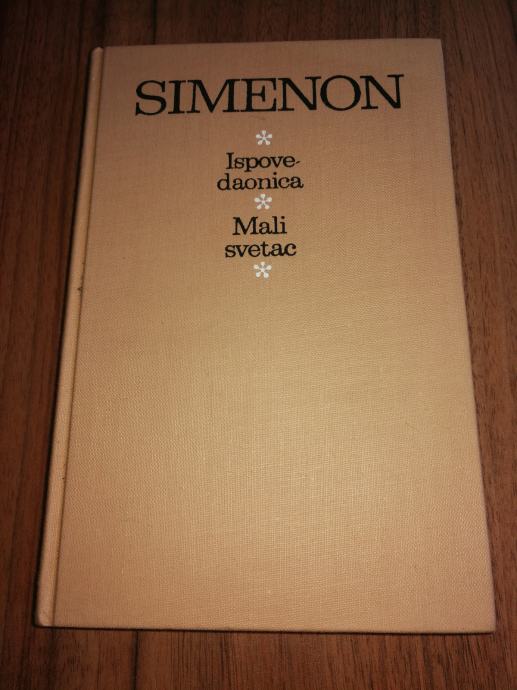 SIMENON
Ispove-
daonica
Mali
svetac